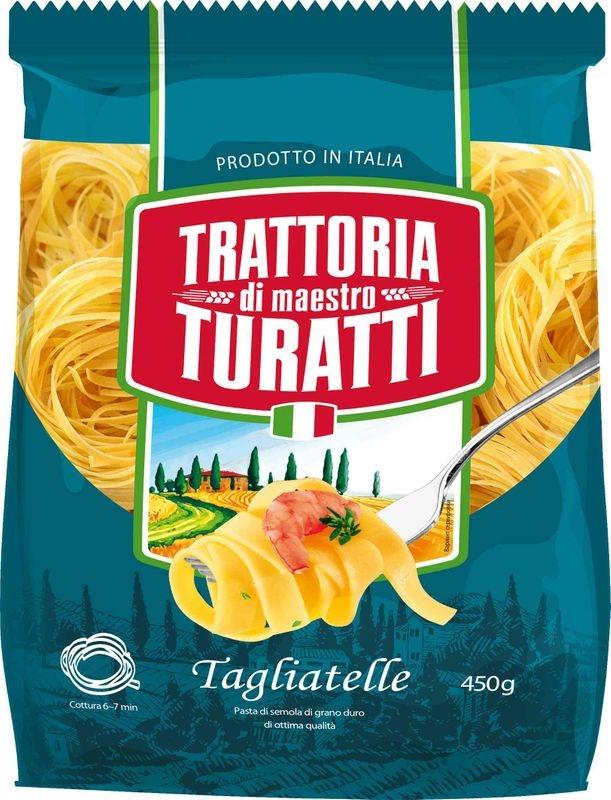 PRODOTTO IN ITALIA
TRATTORIA
di maestro
TURATTI
Tagliatelle
450g
Pasta di semola di grano duro
di ottima qualità
Cottura 6–7 min